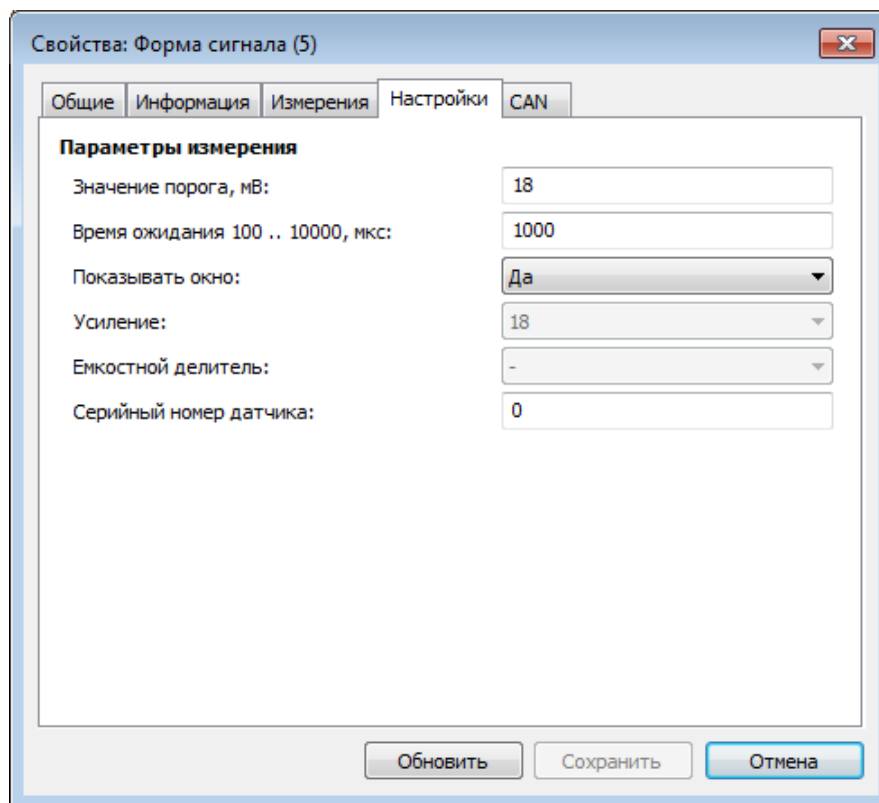 Свойства: Форма сигнала (5)
Общие Информация Измерения Настройки CAN
Параметры измерения
Значение порога, мВ: 18
Время ожидания 100 .. 10000, мкс: 1000
Показывать окно: Да
Усиление: 18
Емкостной делитель: -
Серийный номер датчика: 0
Обновить Сохранить Отмена